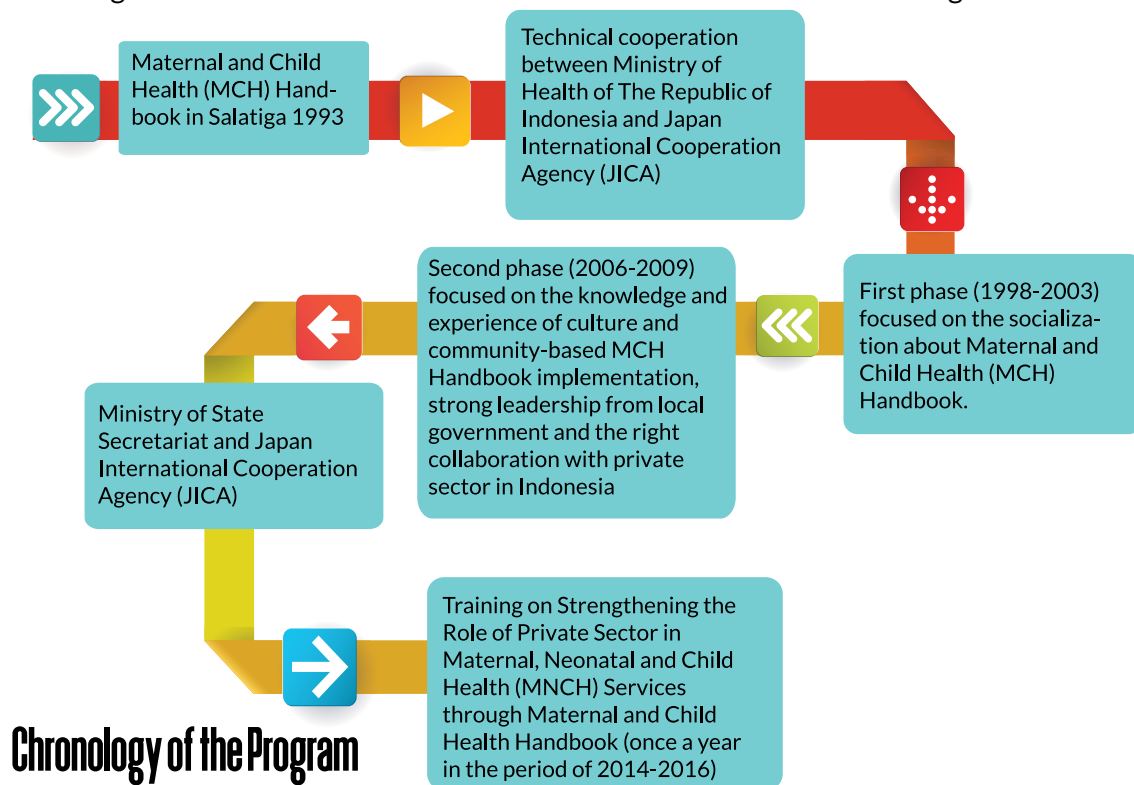 Maternal and Child
Health (MCH) Hand-
book in Salatiga 1993
Technical cooperation
between Ministry of
Health of The Republic of
Indonesia and Japan
International Cooperation
Agency (JICA)
First phase (1998-2003)
focused on the socializa-
tion about Maternal and
Child Health (MCH)
Handbook.
Second phase (2006-2009)
focused on the knowledge and
experience of culture and
community-based MCH
Handbook implementation,
strong leadership from local
government and the right
collaboration with private
sector in Indonesia
Ministry of State
Secretariat and Japan
International Cooperation
Agency (JICA)
Training on Strengthening the
Role of Private Sector in
Maternal, Neonatal and Child
Health (MNCH) Services
through Maternal and Child
Health Handbook (once a year
in the period of 2014-2016)
Chronology of the Program